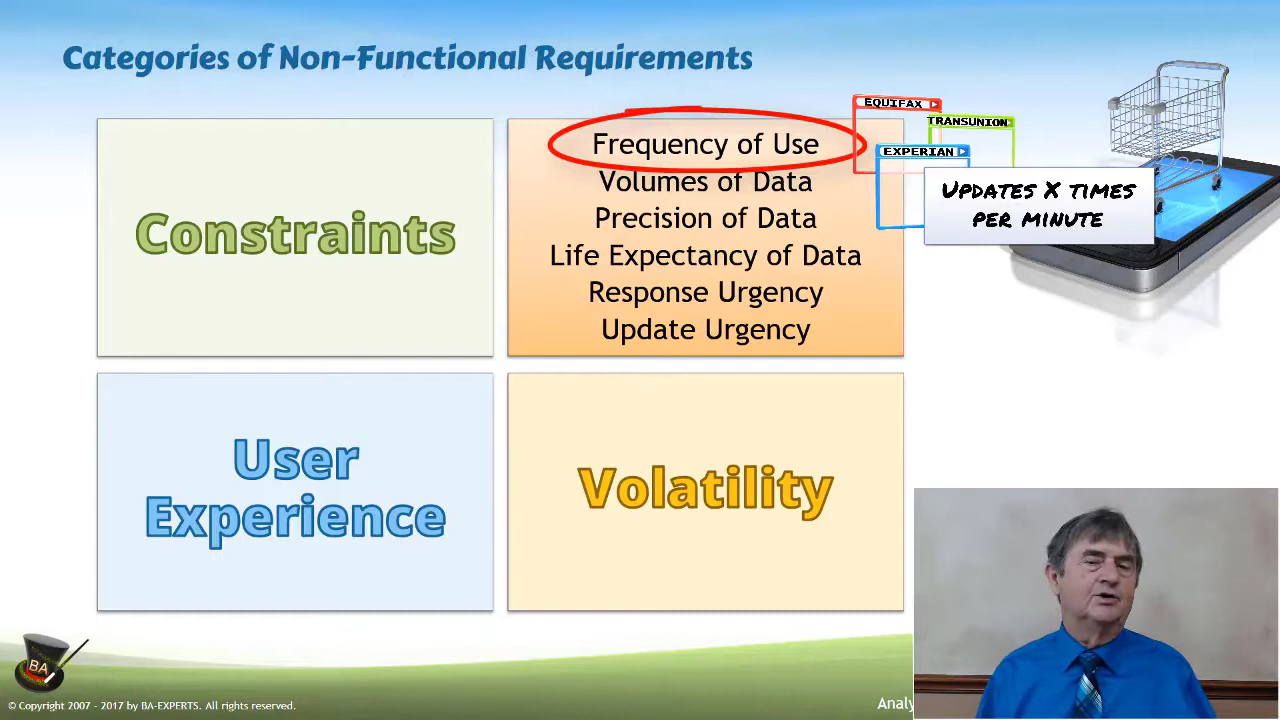 Categories of Non-Functional Requirements
Constraints
Frequency of Use
Volumes of Data
Precision of Data
Life Expectancy of Data
Response Urgency
Update Urgency
EQUIFAX
TRANSUNION
EXPERIAN
UPDATES X TIMES
PER MINUTE
User
Experience
Volatility
BA
© Copyright 2007 - 2017 by BA-EXPERTS. All rights reserved.
Analy